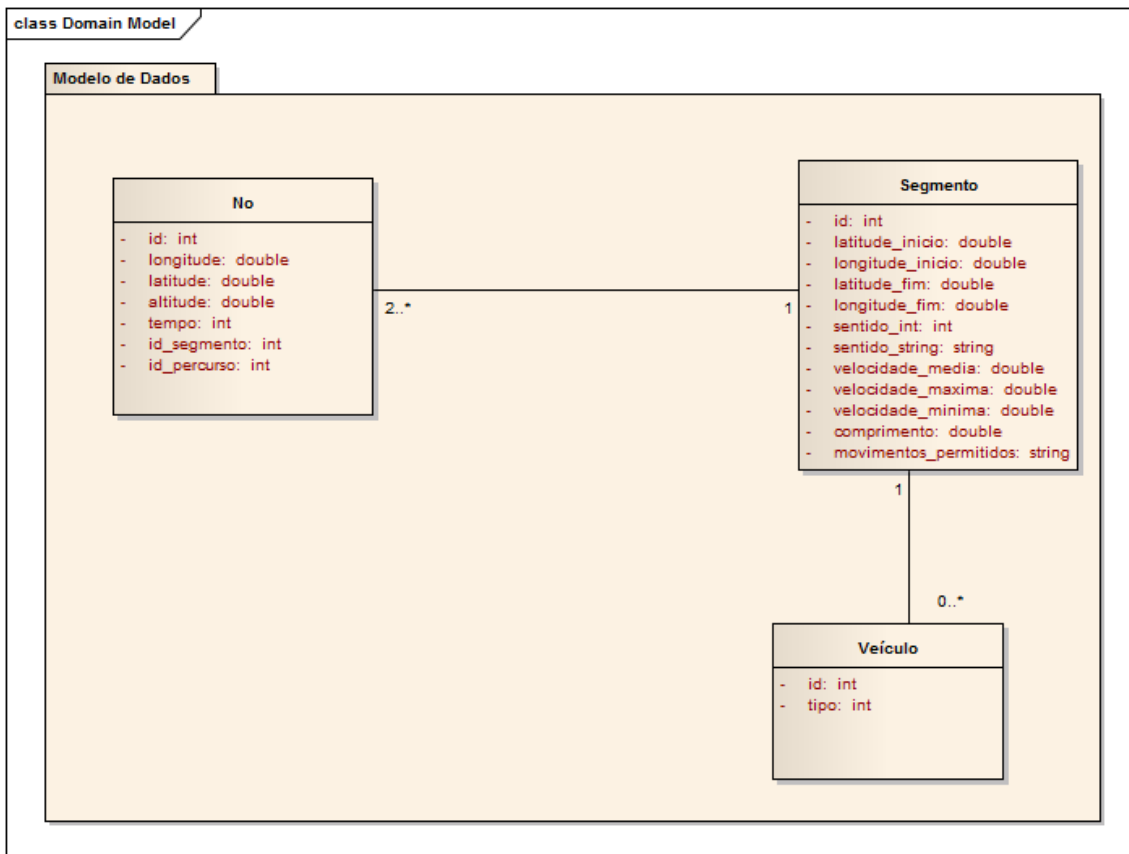 class Domain Model
Modelo de Dados
No
- id: int
- longitude: double
- latitude: double
- altitude: double
- tempo: int
- id_segmento: int
- id_percurso: int
2..*
1
Segmento
- id: int
- latitude_inicio: double
- longitude_inicio: double
- latitude_fim: double
- longitude_fim: double
- sentido_int: int
- sentido_string: string
- velocidade_media: double
- velocidade_maxima: double
- velocidade_minima: double
- comprimento: double
- movimentos_permitidos: string
1
0..*
Veículo
- id: int
- tipo: int